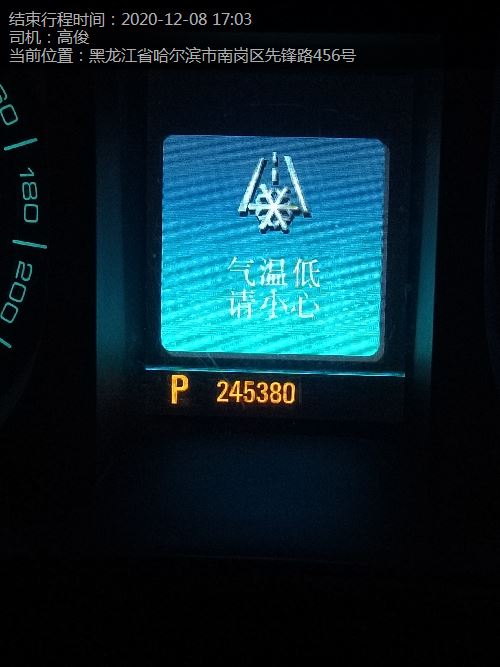 结束行程时间：2020-12-08 17:03
司机：高俊
当前位置：黑龙江省哈尔滨市南岗区先锋路456号
180
200
气温低
请小心
P 245380